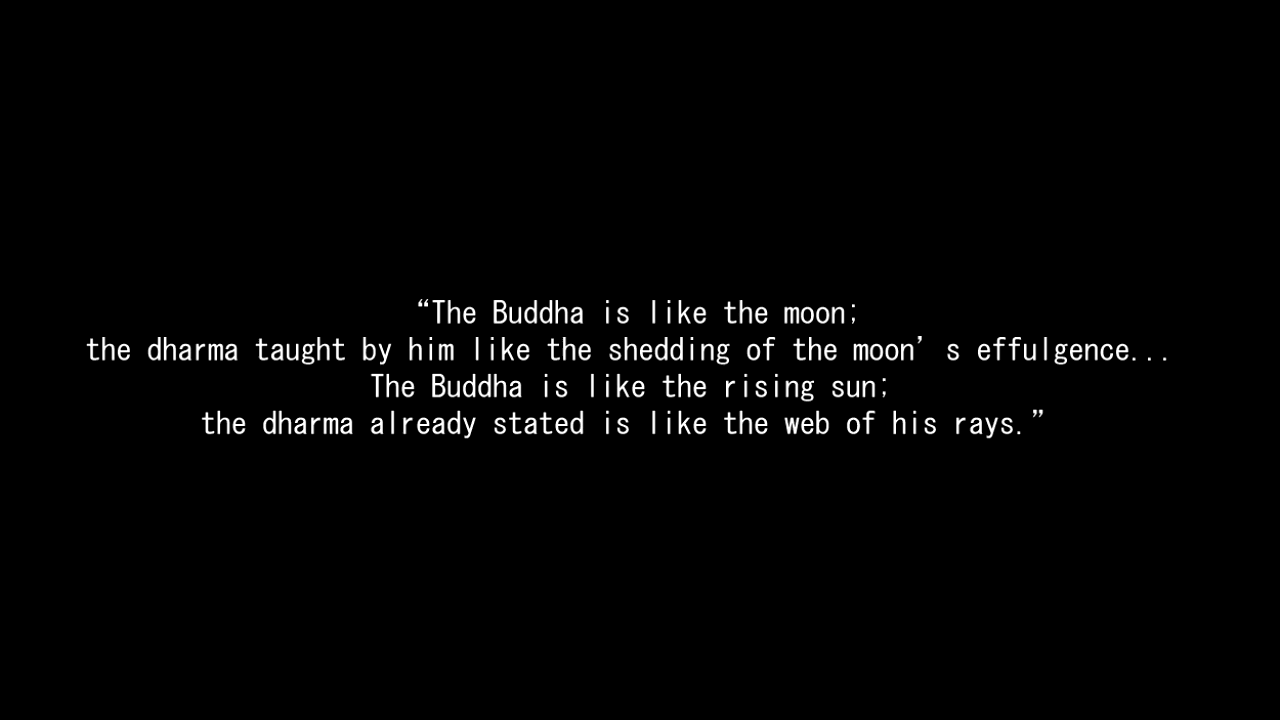 “The Buddha is like the moon;
the dharma taught by him like the shedding of the moon’s effulgence...
The Buddha is like the rising sun;
the dharma already stated is like the web of his rays.”